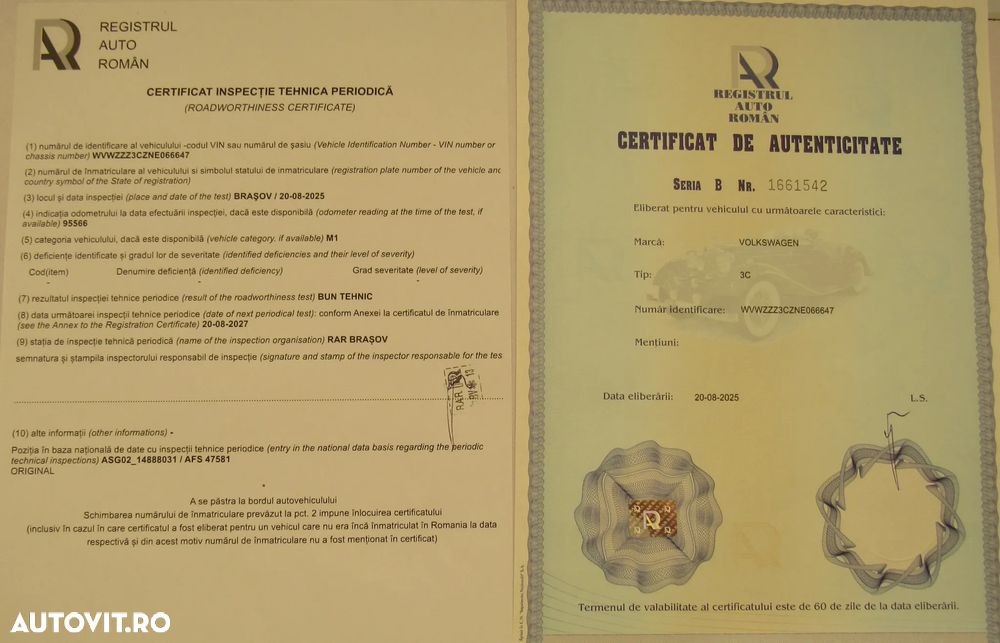 REGISTRUL
AUTO
ROMÂN
CERTIFICAT INSPECȚIE TEHNICA PERIODICĂ
(ROADWORTHINESS CERTIFICATE)
(1) numărul de identificare al vehiculului -codul VIN sau numărul de șasiu (Vehicle Identification Number - VIN number or
chassis number) WVWZZZ3CZNE066647
(2) numărul de înmatriculare al vehiculului si simbolul statului de inmatriculare (registration plate number of the vehicle and
country symbol of the State of registration)
(3) locul și data inspecției (place and date of the test) BRAȘOV / 20-08-2025
(4) indicația odometrului la data efectuării inspecției, dacă este disponibilă (odometer reading at the time of the test, if
available) 95566
(5) categoria vehiculului, dacă este disponibilă (vehicle category. if available) M1
(6) deficiențe identificate și gradul lor de severitate (identified deficiencies and their level of severity)
Cod(item) Denumire deficiență (identified deficiency) Grad severitate (level of severity)
- - -
(7) rezultatul inspecției tehnice periodice (result of the roadworthiness test) BUN TEHNIC
(8) data următoarei inspecții tehnice periodice (date of next periodical test): conform Anexei la certificatul de înmatriculare
(see the Annex to the Registration Certificate) 20-08-2027
(9) stația de inspecție tehnică periodică (name of the inspection organisation) RAR BRAȘOV
semnatura și ștampila inspectorului responsabil de inspecție (signature and stamp of the inspector responsible for the tes
RAR
(10) alte informații (other informations) -
Poziția in baza națională de date cu inspecții tehnice periodice (entry in the national data basis regarding the periodic
technical inspections) ASG02_14888031 / AFS 47581
ORIGINAL
A se păstra la bordul autovehiculului
Schimbarea numărului de înmatriculare prevăzut la pct. 2 impune înlocuirea certificatului
(inclusiv în cazul în care certificatul a fost eliberat pentru un vehicul care nu era încă înmatriculat in Romania la data
respectivă și din acest motiv numărul de înmatriculare nu a fost menționat în certificat)
REGISTRUL
AUTO
ROMÂN
CERTIFICAT DE AUTENTICITATE
SERIA B NR. 1661542
Eliberat pentru vehiculul cu următoarele caracteristici:
Marcă: VOLKSWAGEN
Tip: 3C
Număr identificare: WVWZZZ3CZNE066647
Mențiuni:
Data eliberării: 20-08-2025
L.S.
Termenul de valabilitate al certificatului este de 60 de zile de la data eliberării.
AUTOVIT.RO